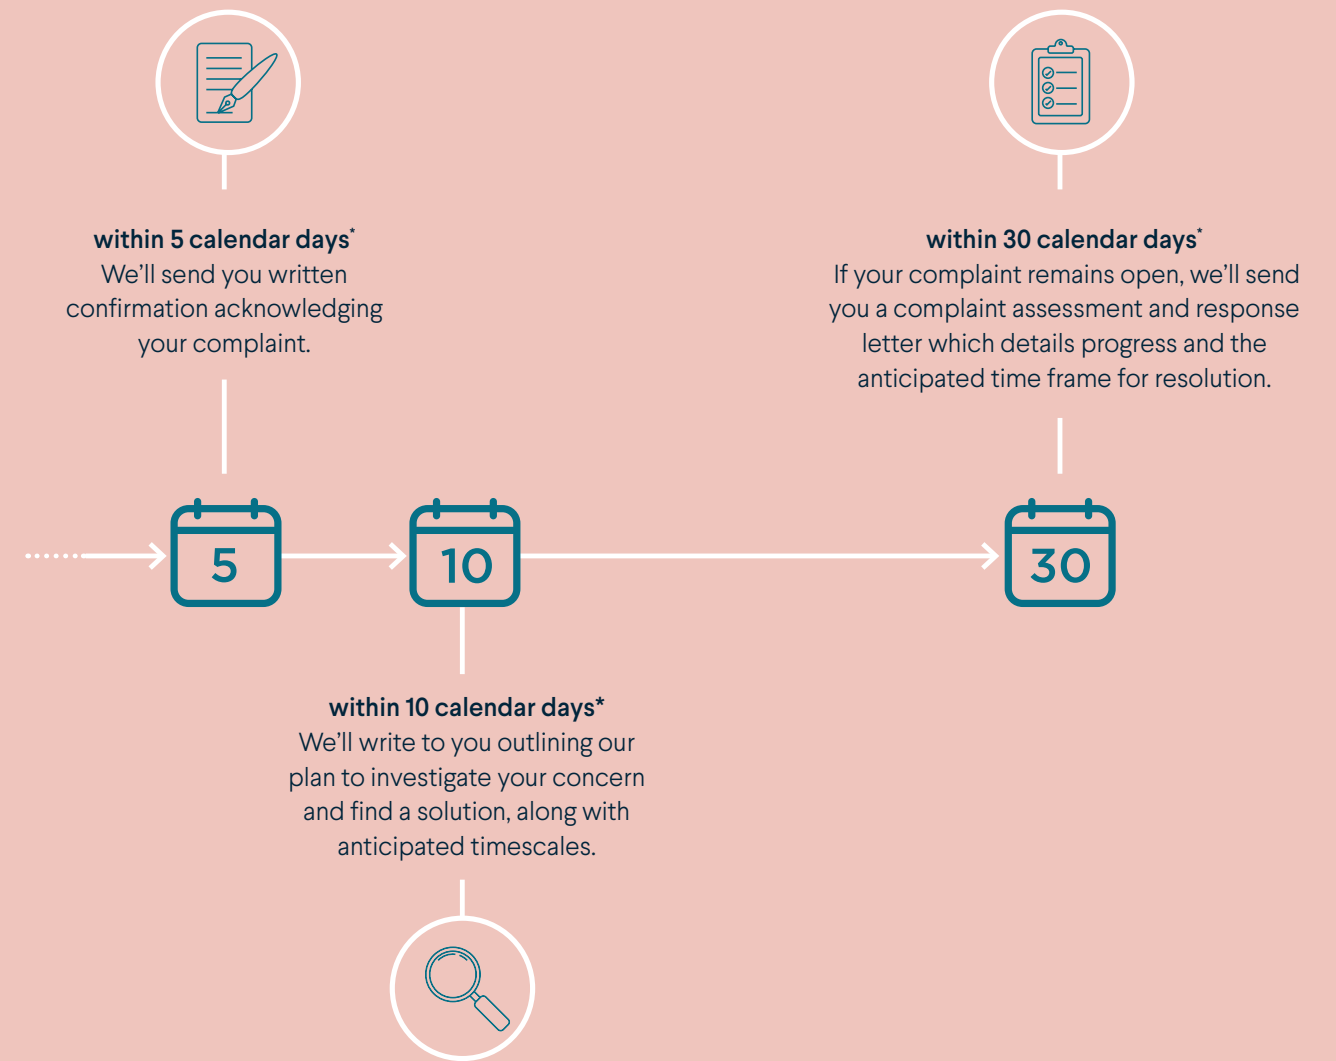 within 5 calendar days*
We’ll send you written
confirmation acknowledging
your complaint.
within 30 calendar days*
If your complaint remains open, we’ll send
you a complaint assessment and response
letter which details progress and the
anticipated time frame for resolution.
5
10
30
within 10 calendar days*
We’ll write to you outlining our
plan to investigate your concern
and find a solution, along with
anticipated timescales.